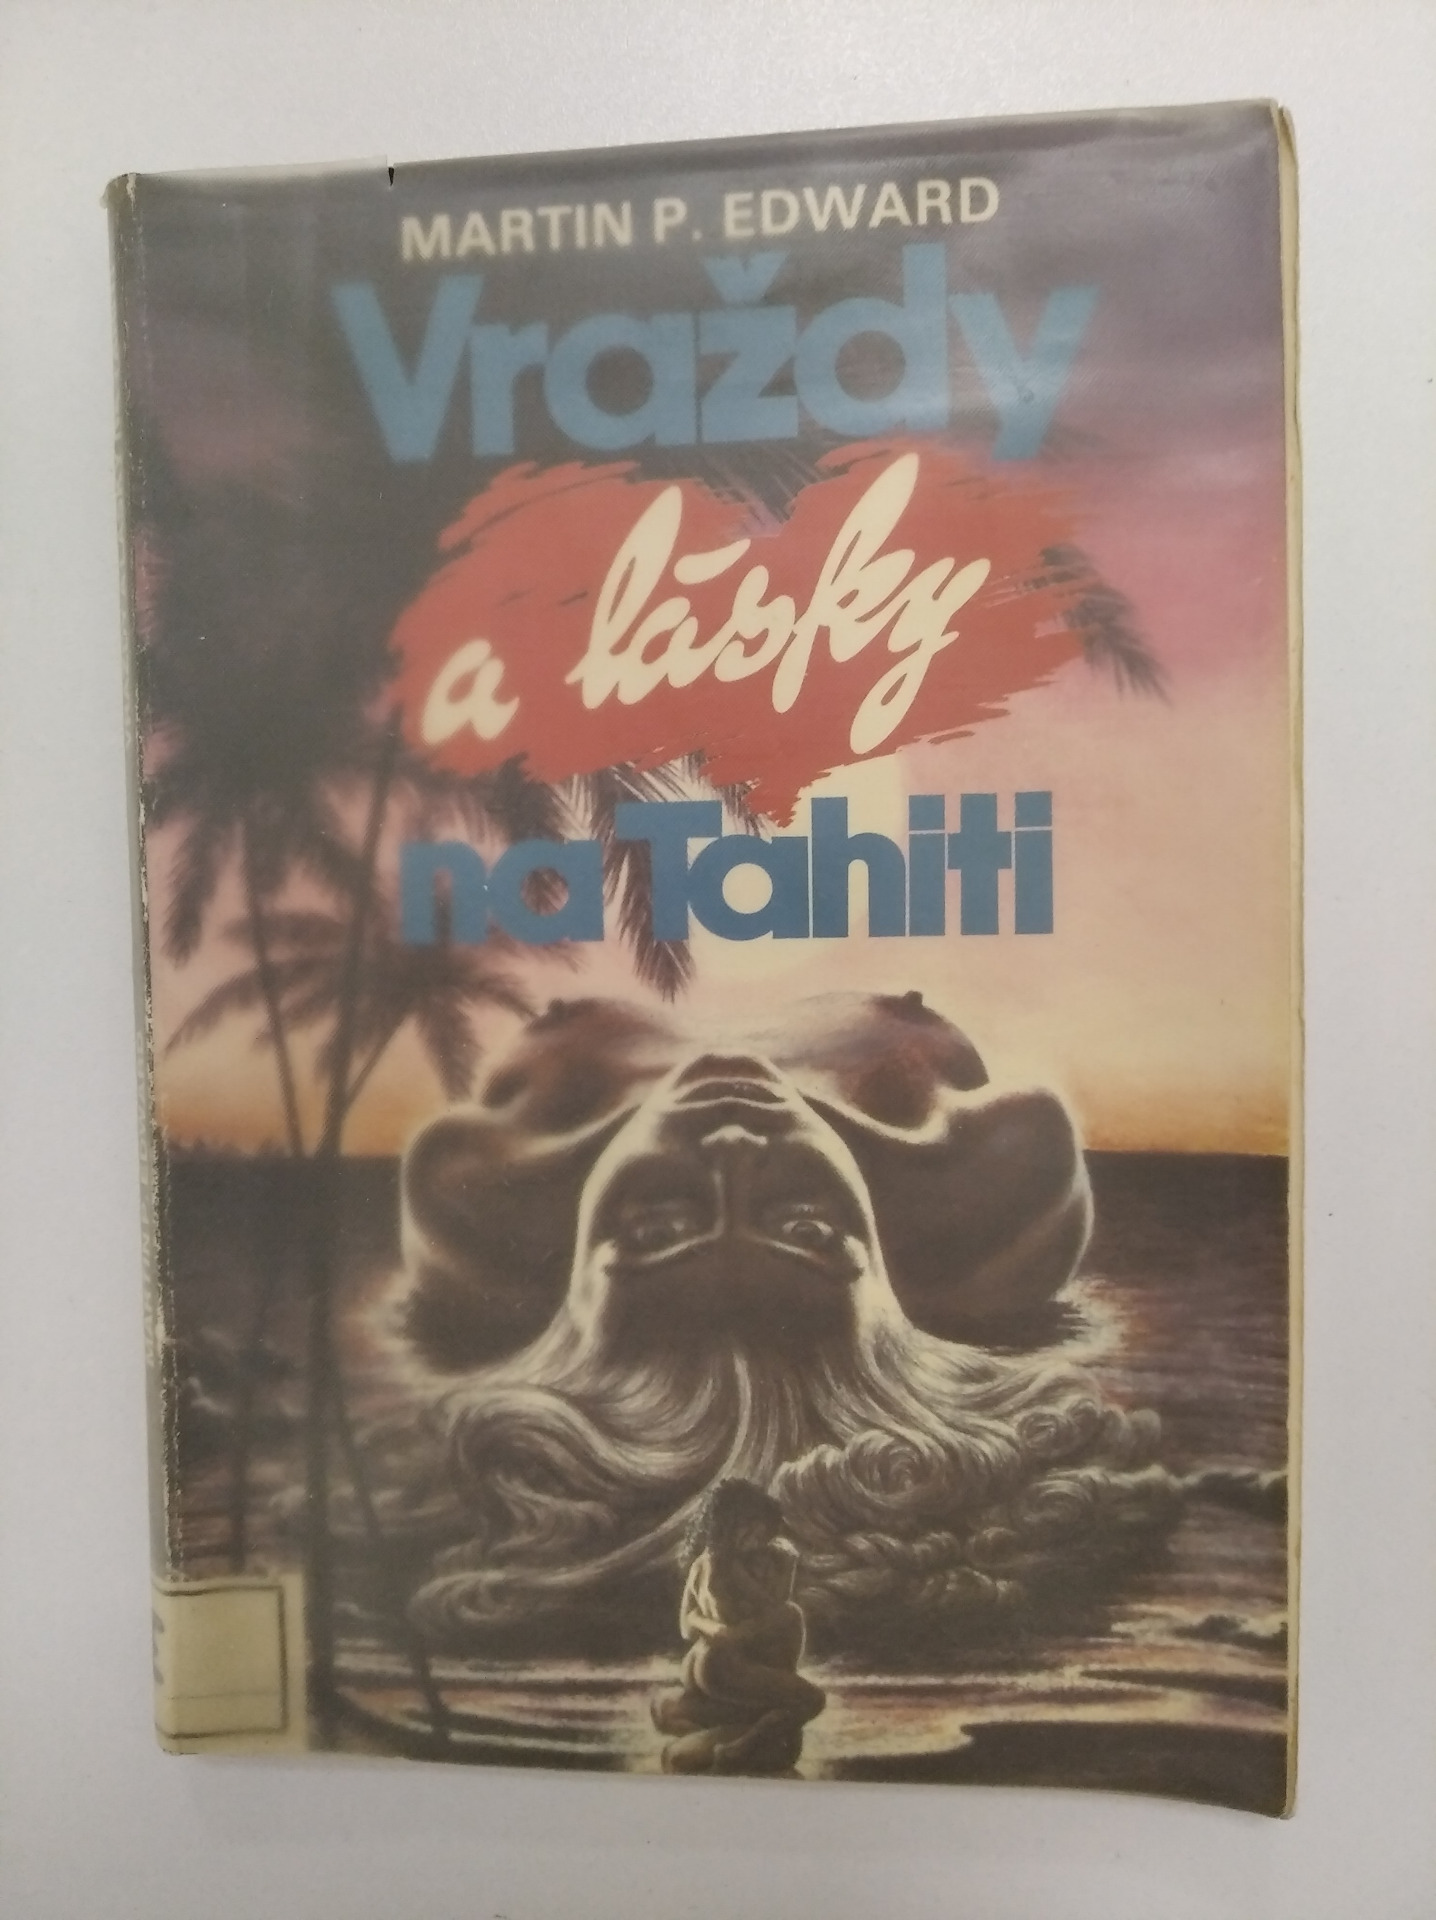 MARTIN P. EDWARD
Vraždy
a lásky
na Tahiti